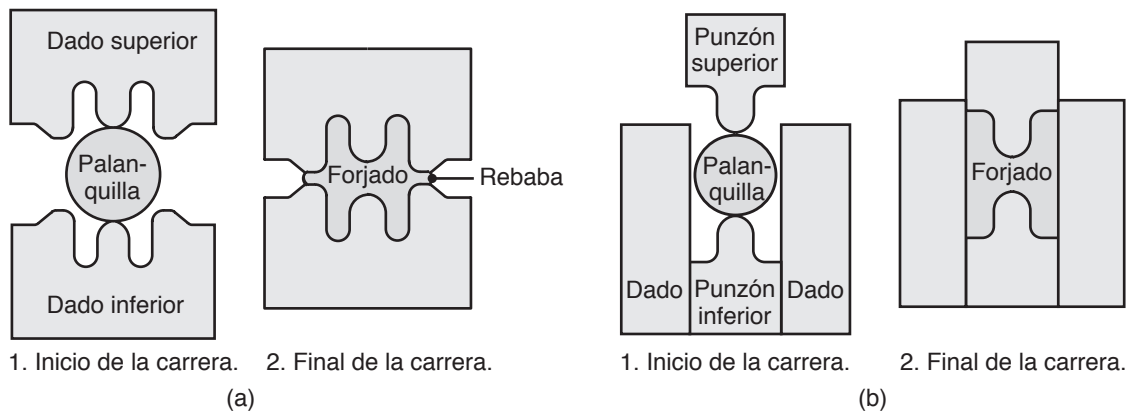 Dado superior
Palan-
quilla
Dado inferior
1. Inicio de la carrera.
Forjado
Rebaba
2. Final de la carrera.
(a)
Punzón
superior
Palan-
quilla
Dado
Punzón
inferior
Dado
1. Inicio de la carrera.
Forjado
2. Final de la carrera.
(b)